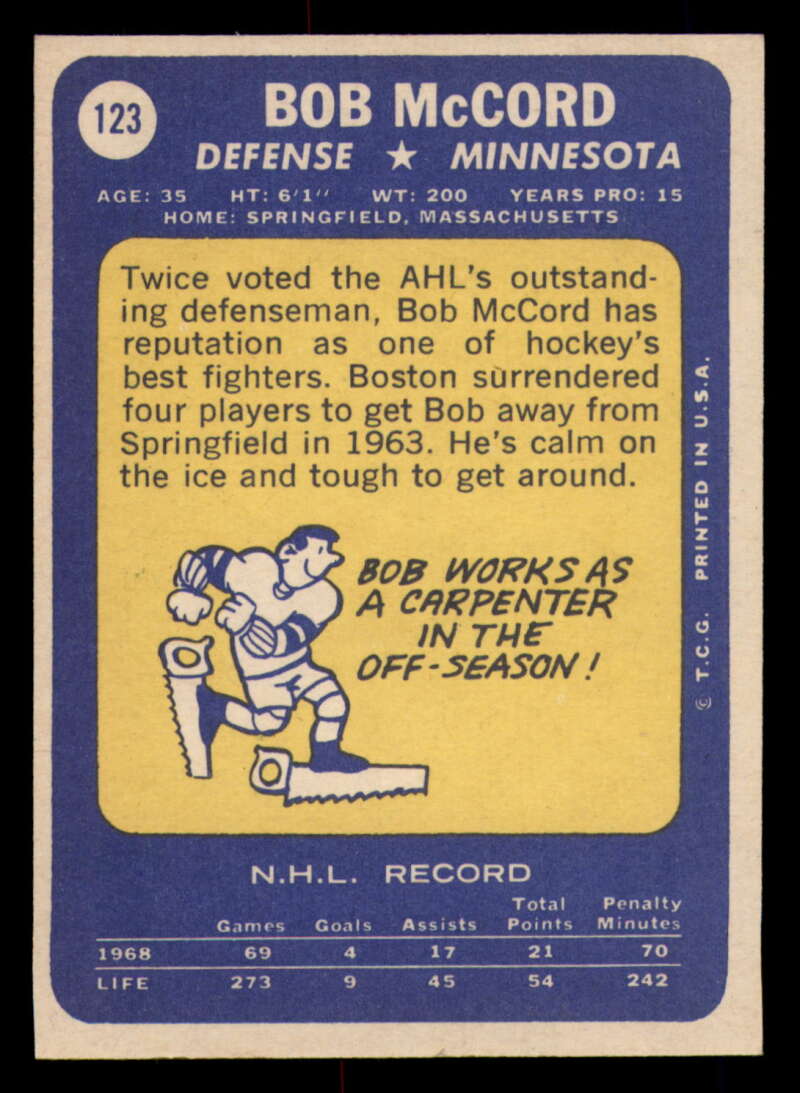 123
BOB McCORD
DEFENSE ★ MINNESOTA
AGE: 35 HT: 6'1" WT: 200 YEARS PRO: 15
HOME: SPRINGFIELD, MASSACHUSETTS
Twice voted the AHL's outstand-
ing defenseman, Bob McCord has
reputation as one of hockey's
best fighters. Boston surrendered
four players to get Bob away from
Springfield in 1963. He's calm on
the ice and tough to get around.
BOB WORKS AS
A CARPENTER
IN THE
OFF-SEASON!
© T.C.G. PRINTED IN U.S.A.
N.H.L. RECORD
Total Penalty
Games Goals Assists Points Minutes
1968 69 4 17 21 70
LIFE 273 9 45 54 242